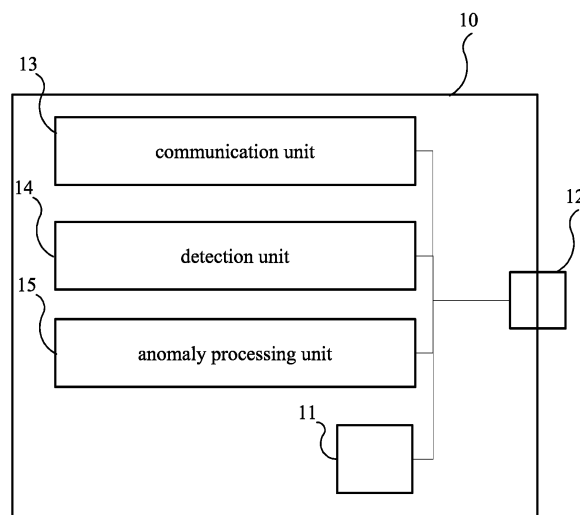 10
13
communication unit
14
12
detection unit
15
anomaly processing unit
11